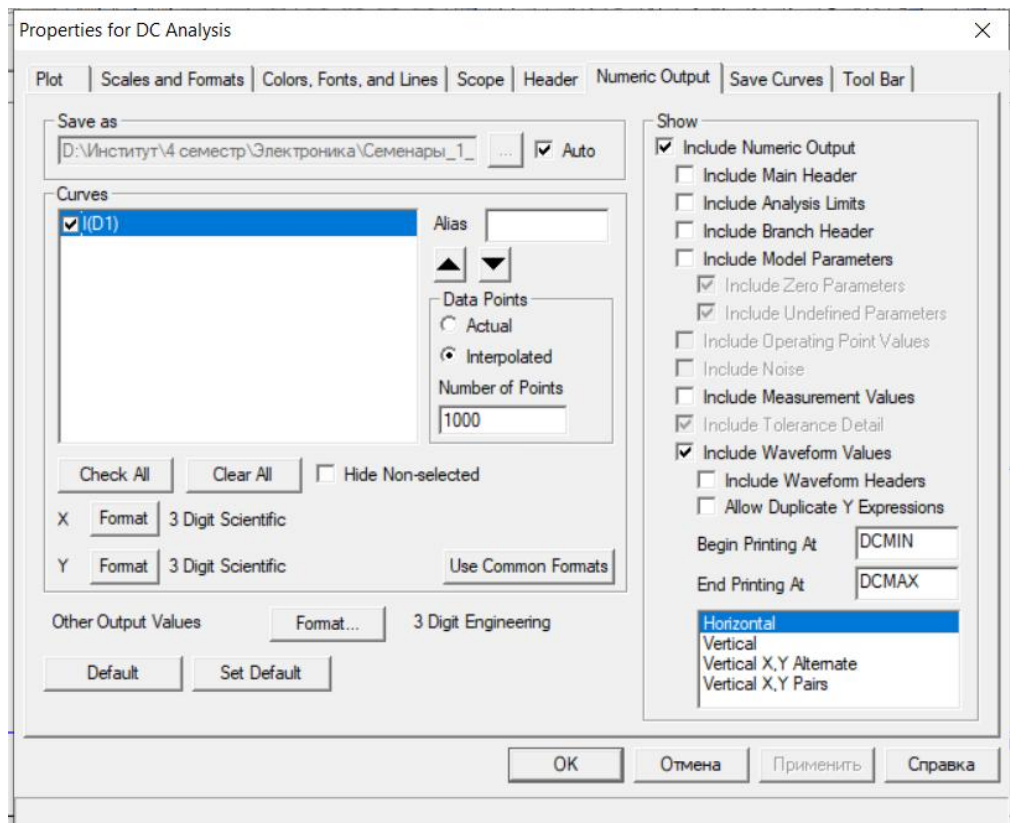 Properties for DC Analysis
Plot
Scales and Formats
Colors, Fonts, and Lines
Scope
Header
Numeric Output
Save Curves
Tool Bar
Save as
D:\Институт\4 семестр\Электроника\Семенары_1_
...
Auto
Curves
I(D1)
Alias
Data Points
Actual
Interpolated
Number of Points
1000
Check All
Clear All
Hide Non-selected
X
Format
3 Digit Scientific
Y
Format
3 Digit Scientific
Use Common Formats
Other Output Values
Format...
3 Digit Engineering
Default
Set Default
Show
Include Numeric Output
Include Main Header
Include Analysis Limits
Include Branch Header
Include Model Parameters
Include Zero Parameters
Include Undefined Parameters
Include Operating Point Values
Include Noise
Include Measurement Values
Include Tolerance Detail
Include Waveform Values
Include Waveform Headers
Allow Duplicate Y Expressions
Begin Printing At
DCMIN
End Printing At
DCMAX
Horizontal
Vertical
Vertical X,Y Alternate
Vertical X,Y Pairs
OK
Отмена
Применить
Справка